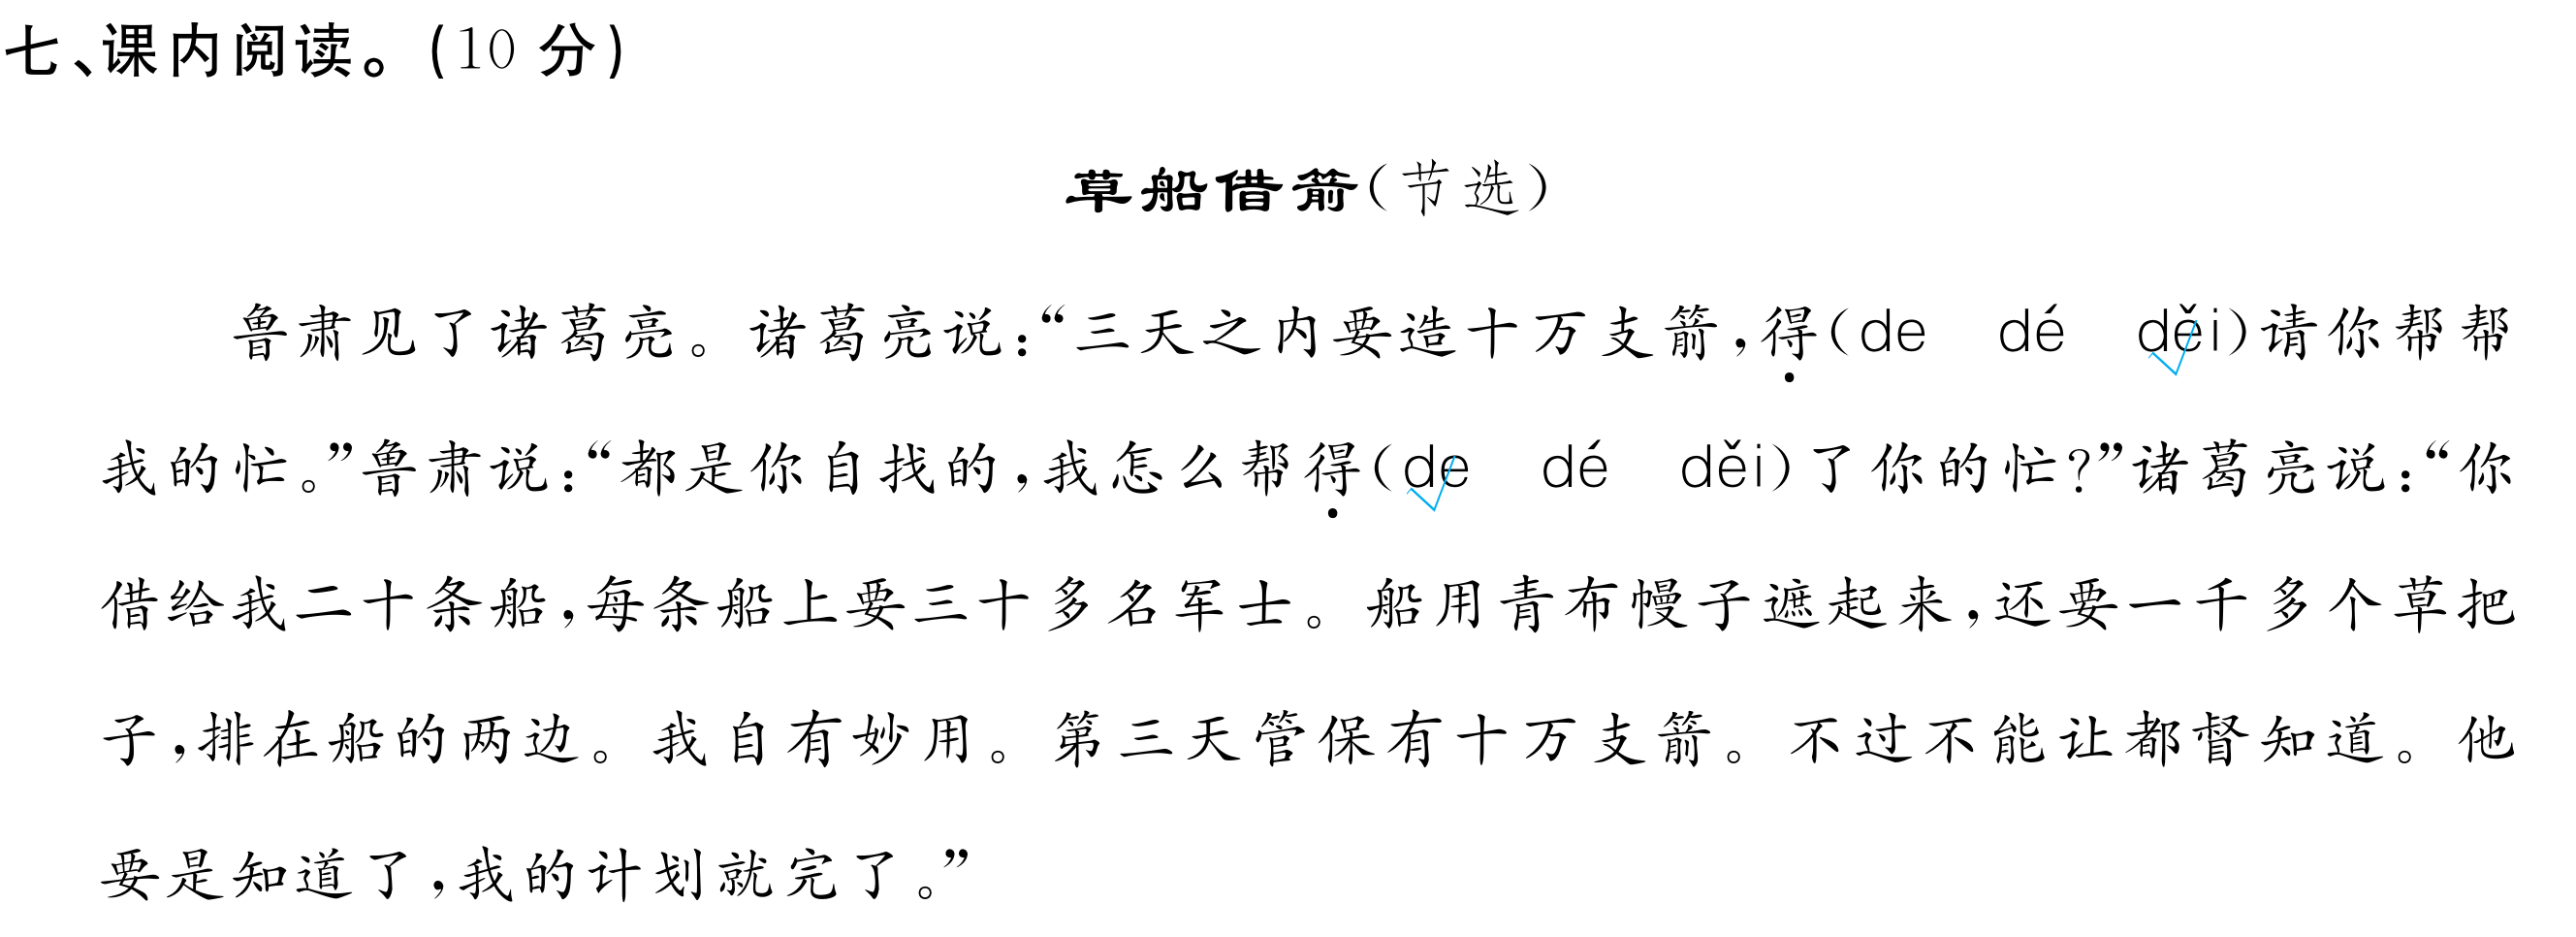 七、课内阅读。(10 分)
草船借箭(节选)
鲁肃见了诸葛亮。诸葛亮说:“三天之内要造十万支箭,得(de dé děi)请你帮帮
我的忙。”鲁肃说:“都是你自找的,我怎么帮得(de dé děi)了你的忙?”诸葛亮说:“你
借给我二十条船,每条船上要三十多名军士。船用青布幔子遮起来,还要一千多个草把
子,排在船的两边。我自有妙用。第三天管保有十万支箭。不过不能让都督知道。他
要是知道了,我的计划就完了。”